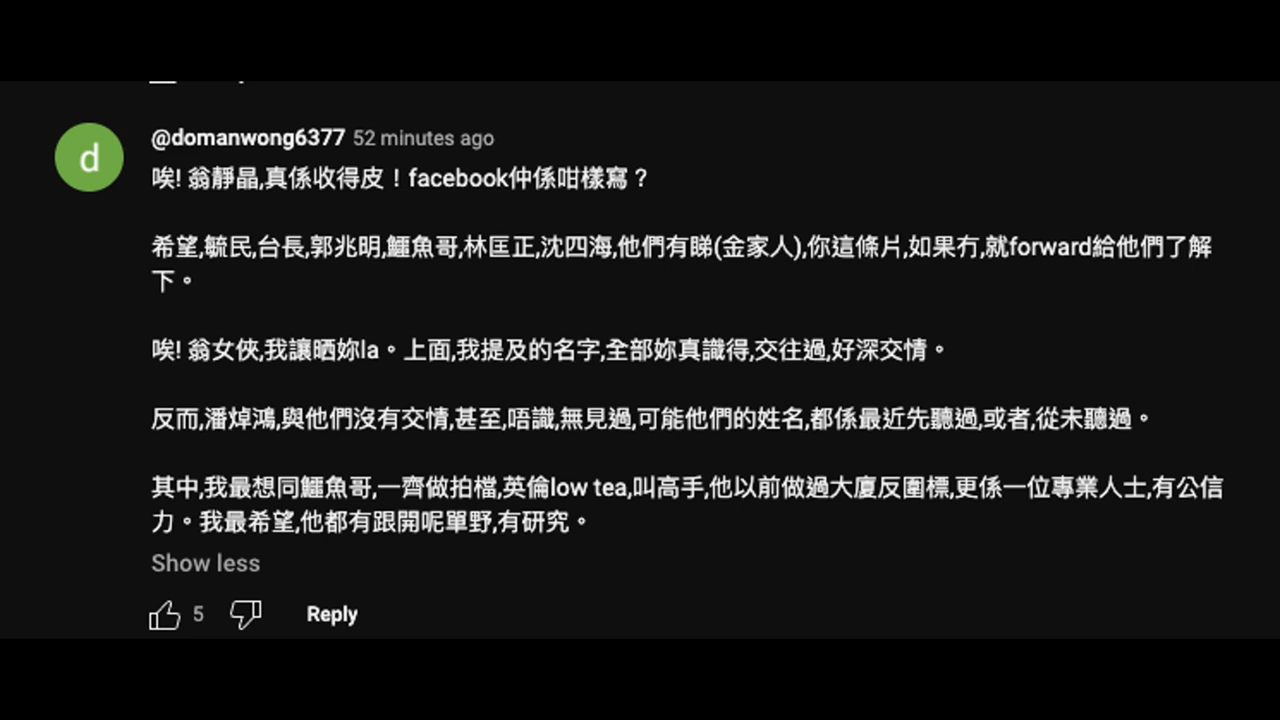 d
@domanwong6377 52 minutes ago
唉! 翁靜晶,真係收得皮！facebook仲係咁樣寫？
希望,毓民,台長,郭兆明,鱷魚哥,林匡正,沈四海,他們有睇(金家人),你這條片,如果冇,就forward給他們了解
下。
唉! 翁女俠,我讓晒妳la。上面,我提及的名字,全部妳真識得,交往過,好深交情。
反而,潘焯鴻,與他們沒有交情,甚至,唔識,無見過,可能他們的姓名,都係最近先聽過,或者,從未聽過。
其中,我最想同鱷魚哥,一齊做拍檔,英倫low tea,叫高手,他以前做過大廈反圍標,更係一位專業人士,有公信
力。我最希望,他都有跟開呢單野,有研究。
Show less
5 Reply